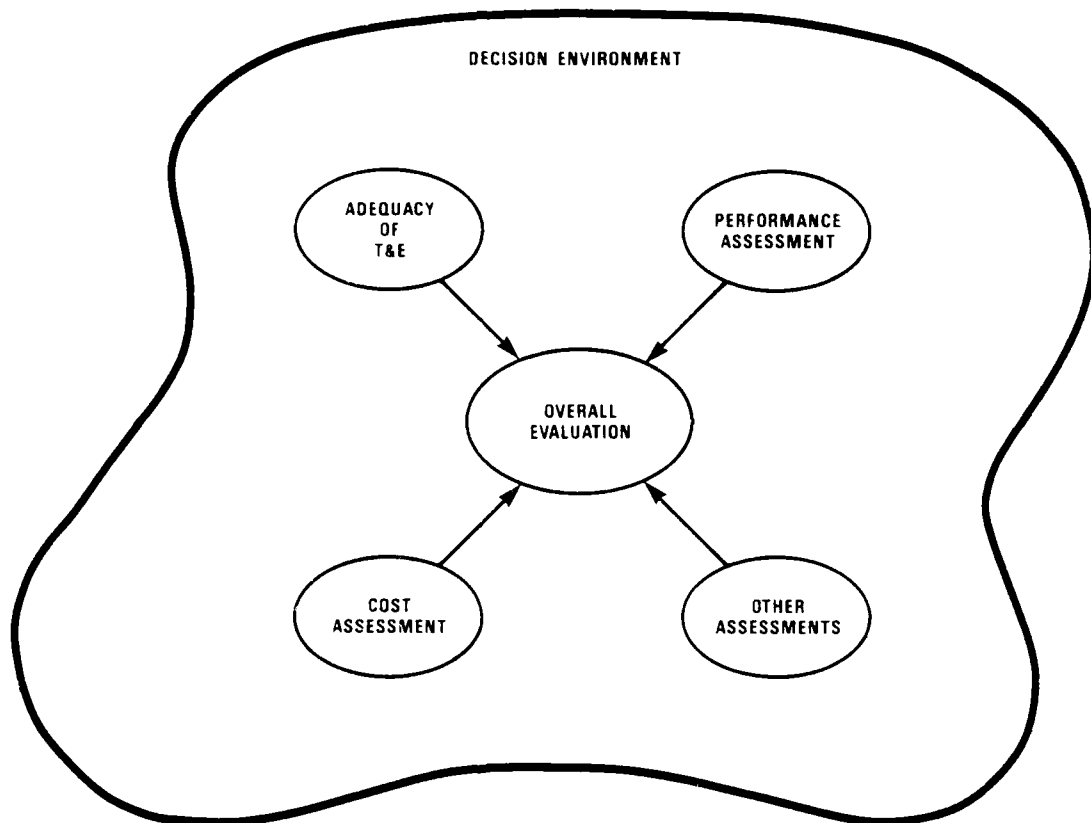 DECISION ENVIRONMENT
ADEQUACY
OF
T&E
PERFORMANCE
ASSESSMENT
OVERALL
EVALUATION
COST
ASSESSMENT
OTHER
ASSESSMENTS